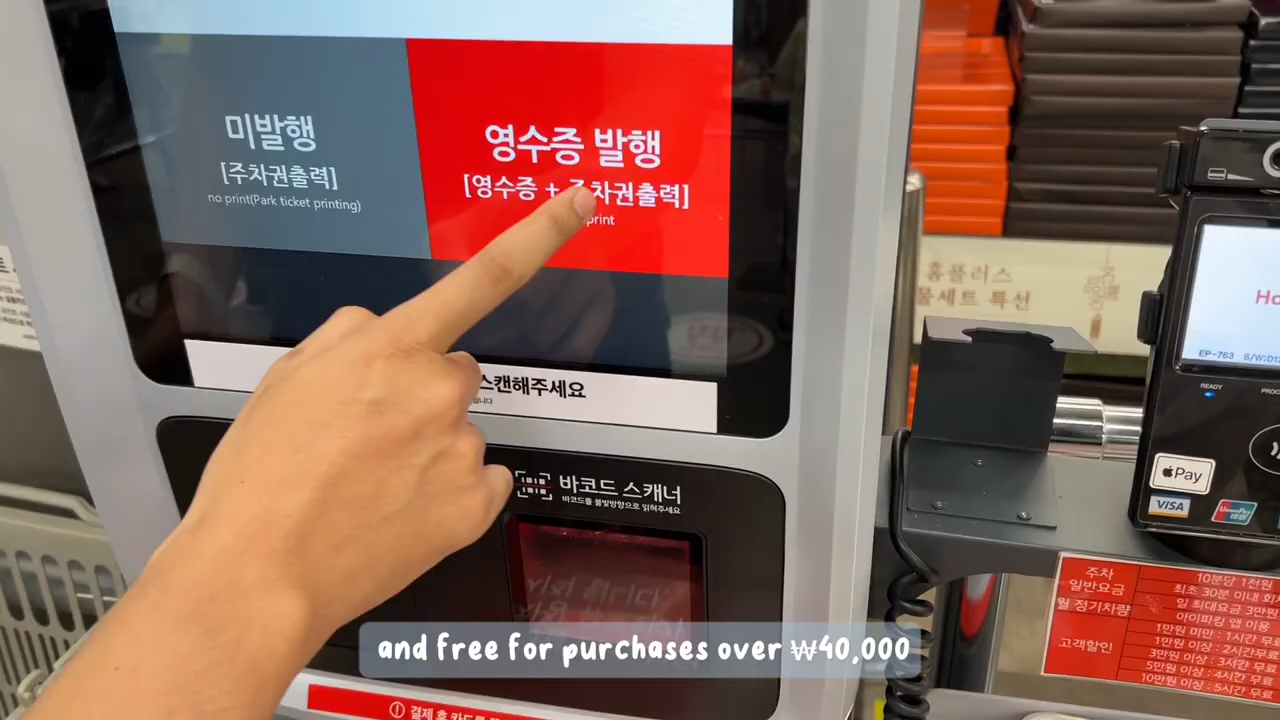 미발행
[주차권출력]
no print(Park ticket printing)
영수증 발행
[영수증 + 주차권출력]
print
스캔해주세요
바코드 스캐너
바코드를 불빛방향으로 읽혀주세요
홈플러스
물세트 특선
Ho
EP-763 S/W:D1
READY
PROC
Pay
VISA
UnionPay
주차
일반요금
10분당 1천원
최초 30분 이내 회
일 최대요금 3만원
월 정기차량
아이파킹 앱 이용
고객할인
1만원 미만 : 1시간 무료
1만원 이상 : 2시간무료
3만원 이상 : 3시간 무료
5만원 이상 : 4시간 무료
10만원 이상 : 5시간 무료
결제 후 카드를
and free for purchases over ₩40,000